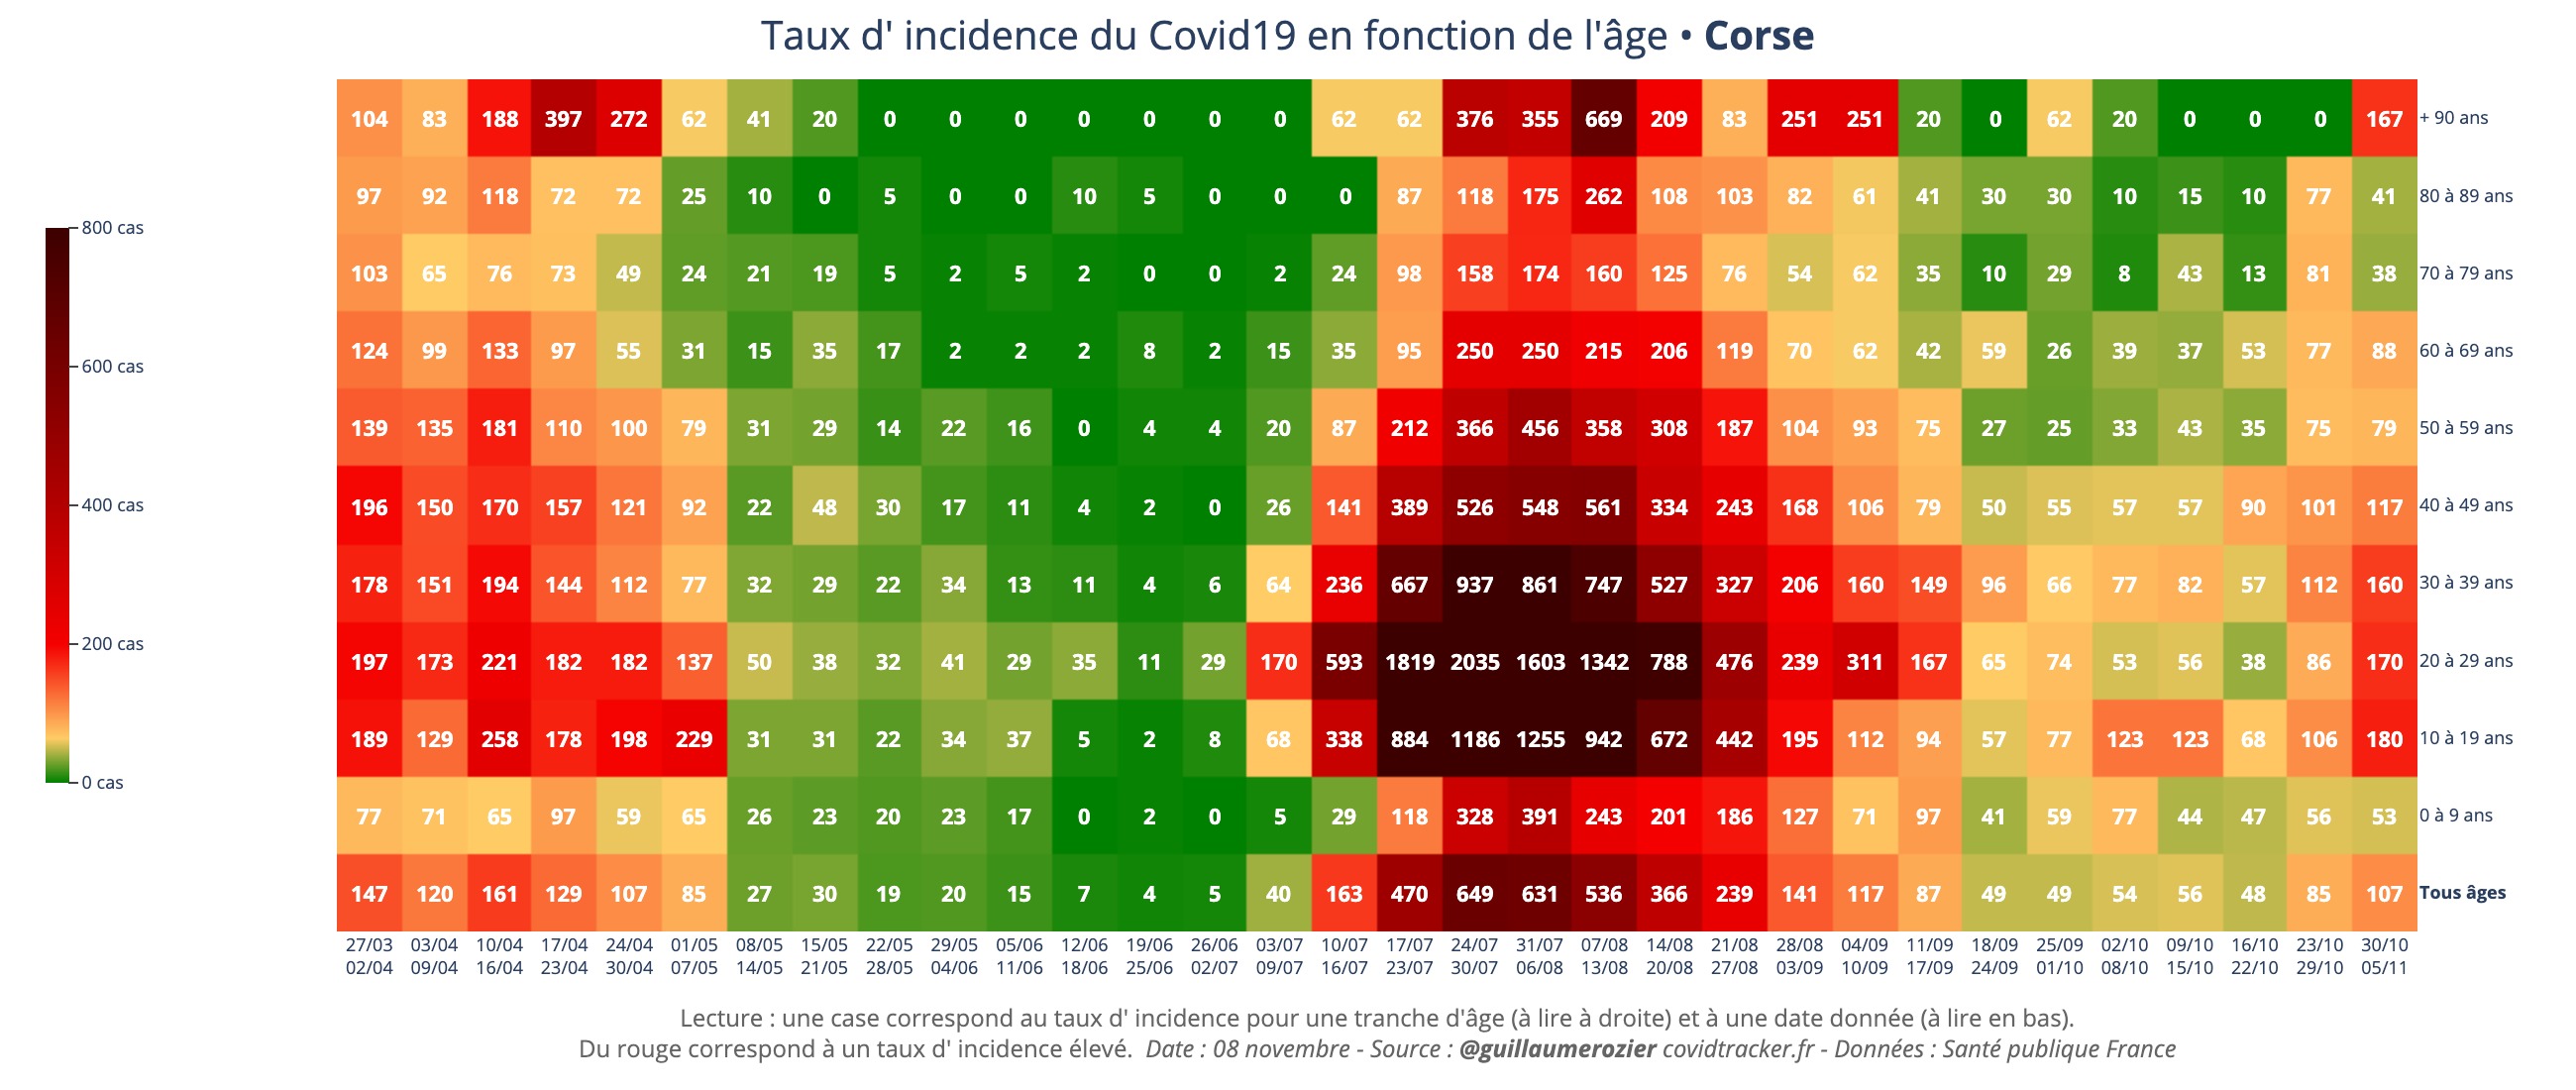 Taux d' incidence du Covid19 en fonction de l'âge • Corse
104 83 188 397 272 62 41 20 0 0 0 0 0 0 0 62 62 376 355 669 209 83 251 251 20 0 62 20 0 0 0 167 + 90 ans
97 92 118 72 72 25 10 0 5 0 0 10 5 0 0 0 87 118 175 262 108 103 82 61 41 30 30 10 15 10 77 41 80 à 89 ans
800 cas
103 65 76 73 49 24 21 19 5 2 5 2 0 0 2 24 98 158 174 160 125 76 54 62 35 10 29 8 43 13 81 38 70 à 79 ans
124 99 133 97 55 31 15 35 17 2 2 2 8 2 15 35 95 250 250 215 206 119 70 62 42 59 26 39 37 53 77 88 60 à 69 ans
600 cas
139 135 181 110 100 79 31 29 14 22 16 0 4 4 20 87 212 366 456 358 308 187 104 93 75 27 25 33 43 35 75 79 50 à 59 ans
400 cas
196 150 170 157 121 92 22 48 30 17 11 4 2 0 26 141 389 526 548 561 334 243 168 106 79 50 55 57 57 90 101 117 40 à 49 ans
178 151 194 144 112 77 32 29 22 34 13 11 4 6 64 236 667 937 861 747 527 327 206 160 149 96 66 77 82 57 112 160 30 à 39 ans
200 cas
197 173 221 182 182 137 50 38 32 41 29 35 11 29 170 593 1819 2035 1603 1342 788 476 239 311 167 65 74 53 56 38 86 170 20 à 29 ans
189 129 258 178 198 229 31 31 22 34 37 5 2 8 68 338 884 1186 1255 942 672 442 195 112 94 57 77 123 123 68 106 180 10 à 19 ans
0 cas
77 71 65 97 59 65 26 23 20 23 17 0 2 0 5 29 118 328 391 243 201 186 127 71 97 41 59 77 44 47 56 53 0 à 9 ans
147 120 161 129 107 85 27 30 19 20 15 7 4 5 40 163 470 649 631 536 366 239 141 117 87 49 49 54 56 48 85 107 Tous âges
27/03 03/04 10/04 17/04 24/04 01/05 08/05 15/05 22/05 29/05 05/06 12/06 19/06 26/06 03/07 10/07 17/07 24/07 31/07 07/08 14/08 21/08 28/08 04/09 11/09 18/09 25/09 02/10 09/10 16/10 23/10 30/10
02/04 09/04 16/04 23/04 30/04 07/05 14/05 21/05 28/05 04/06 11/06 18/06 25/06 02/07 09/07 16/07 23/07 30/07 06/08 13/08 20/08 27/08 03/09 10/09 17/09 24/09 01/10 08/10 15/10 22/10 29/10 05/11
Lecture : une case correspond au taux d' incidence pour une tranche d'âge (à lire à droite) et à une date donnée (à lire en bas).
Du rouge correspond à un taux d' incidence élevé. Date : 08 novembre - Source : @guillaumerozier covidtracker.fr - Données : Santé publique France